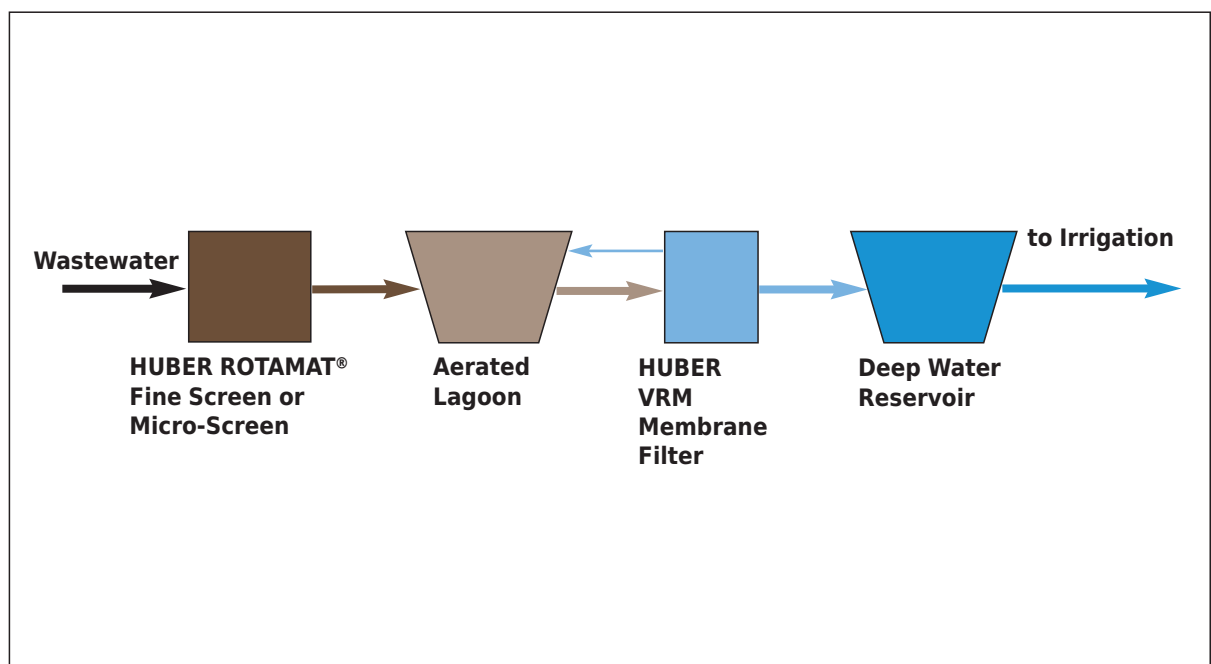 Wastewater
to Irrigation
HUBER ROTAMAT®
Fine Screen or
Micro-Screen
Aerated
Lagoon
HUBER
VRM
Membrane
Filter
Deep Water
Reservoir